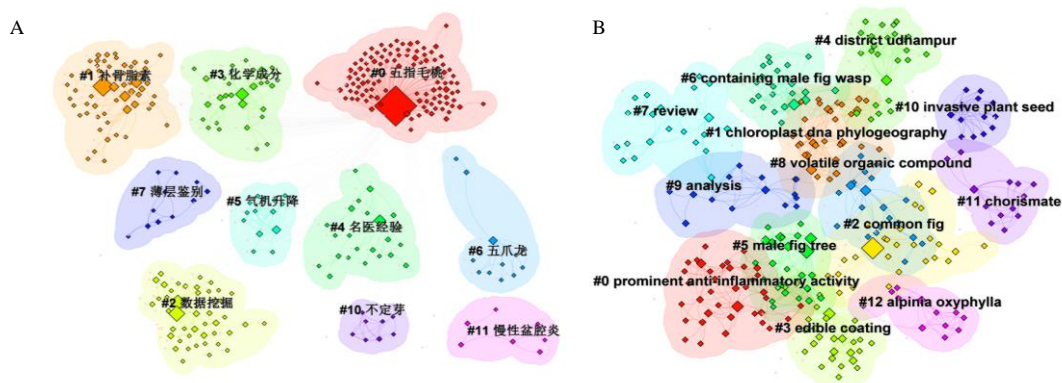 A
#1 补骨脂素
#3 化学成分
#0 五指毛桃
#7 薄层鉴别
#5 气机升降
#4 名医经验
#6 五爪龙
#2 数据挖掘
#10 不定芽
#11 慢性盆腔炎
B
#4 district udhampur
#6 containing male fig wasp
#7 review
#10 invasive plant seed
#1 chloroplast dna phylogeography
#8 volatile organic compound
#9 analysis
#11 chorismate
#2 common fig
#5 male fig tree
#0 prominent anti-inflammatory activity
#12 alpinia oxyphylla
#3 edible coating